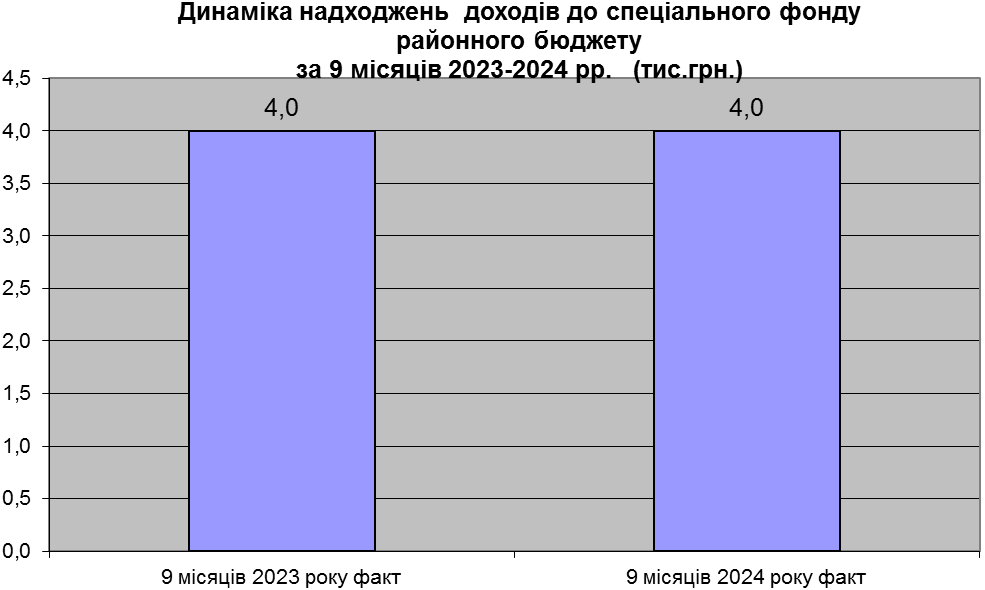 Динаміка надходжень  доходів до спеціального фонду
районного бюджету
за 9 місяців 2023-2024 рр.   (тис.грн.)
4,5
4,0
3,5
3,0
2,5
2,0
1,5
1,0
0,5
0,0
4,0
4,0
9 місяців 2023 року факт
9 місяців 2024 року факт